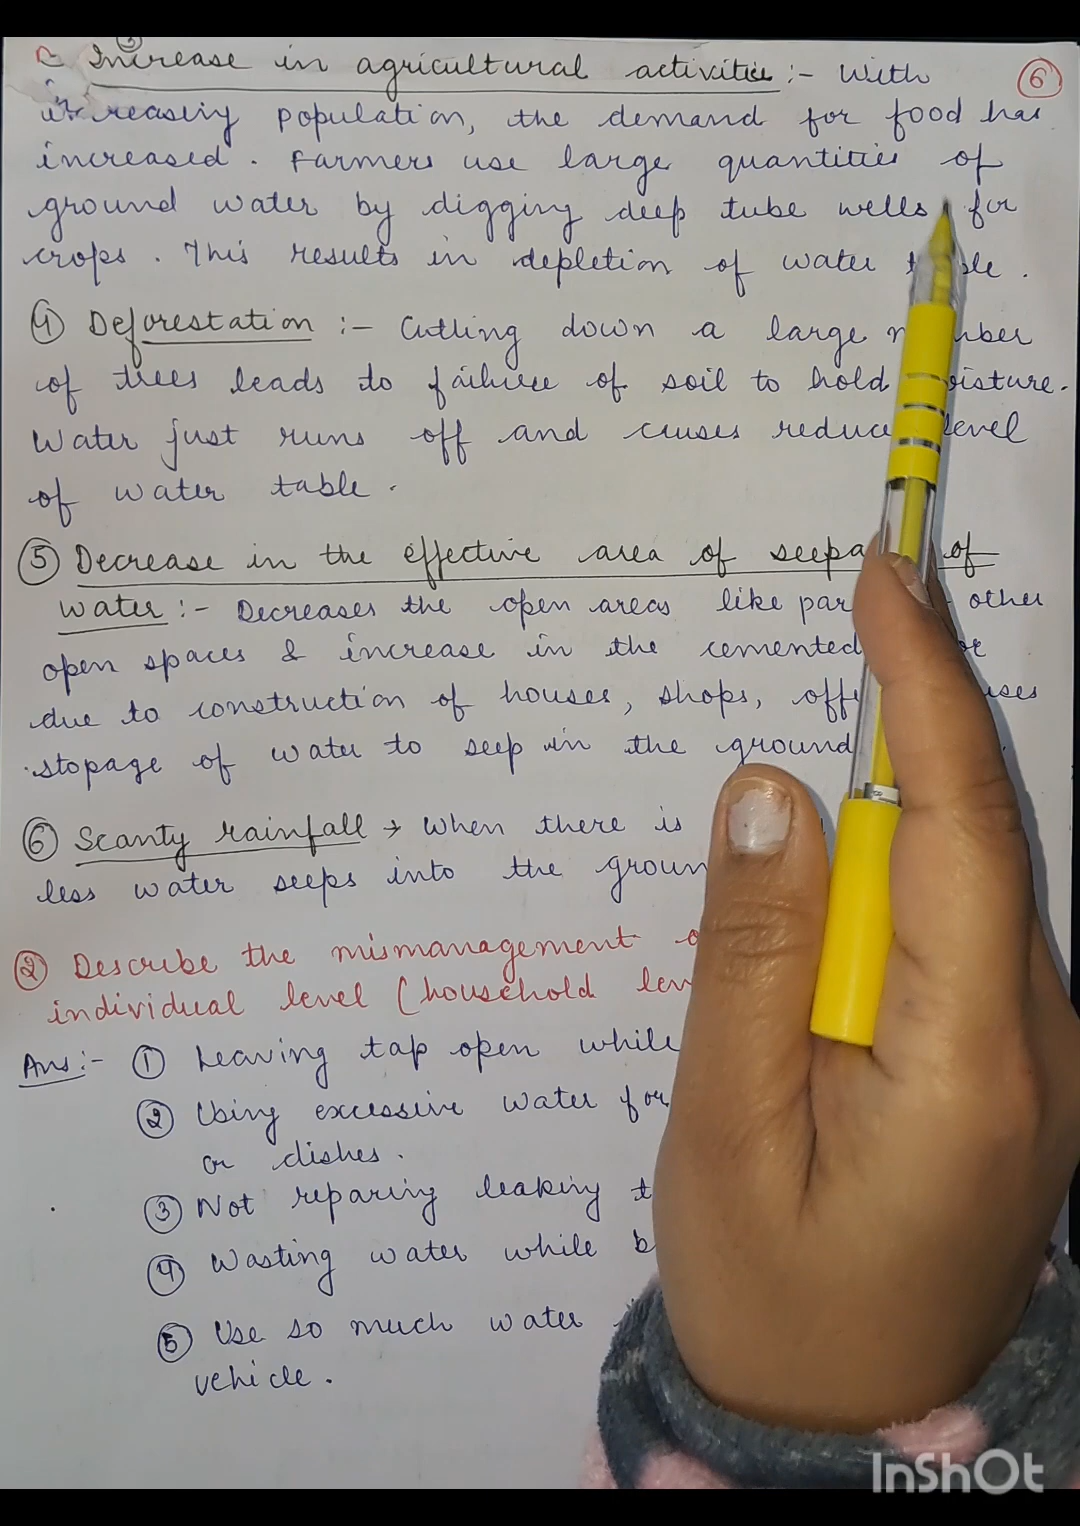 ③ Increase in agricultural activities :- With ⑥
increasing population, the demand for food has
increased. Farmers use large quantities of
ground water by digging deep tube wells for
crops. This results in depletion of water
④ Deforestation :- Cutting down a large
of trees leads to failure of soil to hold
Water just runs off and causes level
of water table.
⑤ Decrease in the effective area of of
water :- Decreases the open areas like other
open spaces & increase in the cemented
due to construction of houses, shops,
stopage of water to seep in the ground
⑥ Scanty rainfall → When there is
less water seeps into the
② Describe the mismanagement
individual level (household
Ans:- ① Leaving tap open while
② Using excessive water for
or dishes.
③ Not reparing leaking
④ Wasting water while
⑤ Use so much water
vehicle.
InShOt